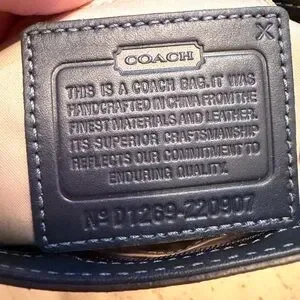 COACH
THIS IS A COACH BAG. IT WAS
HANDCRAFTED IN CHINA FROM THE
FINEST MATERIALS AND LEATHER.
ITS SUPERIOR CRAFTSMANSHIP
REFLECTS OUR COMMITMENT TO
ENDURING QUALITY.
No D1269-Z20907